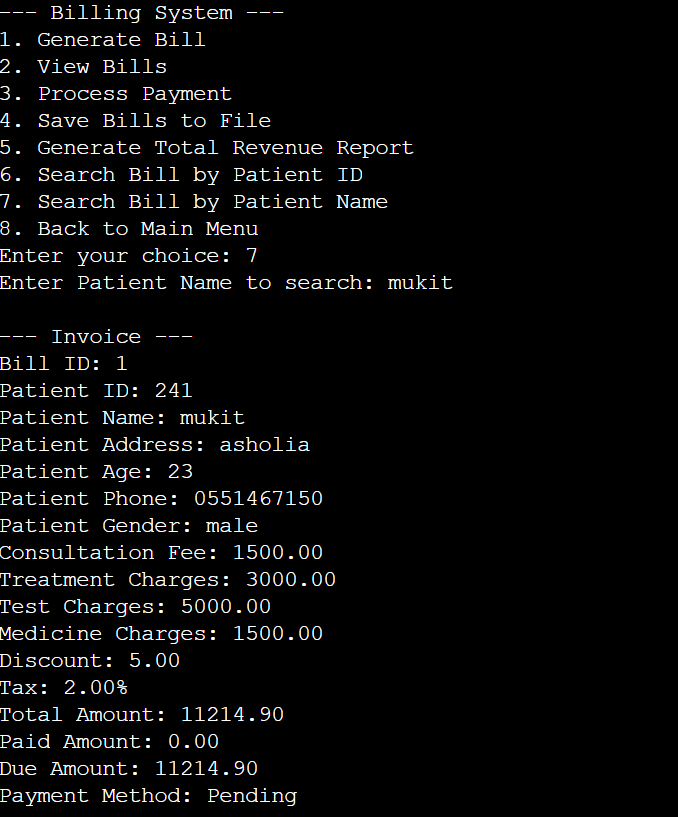 --- Billing System ---
1. Generate Bill
2. View Bills
3. Process Payment
4. Save Bills to File
5. Generate Total Revenue Report
6. Search Bill by Patient ID
7. Search Bill by Patient Name
8. Back to Main Menu
Enter your choice: 7
Enter Patient Name to search: mukit

--- Invoice ---
Bill ID: 1
Patient ID: 241
Patient Name: mukit
Patient Address: asholia
Patient Age: 23
Patient Phone: 0551467150
Patient Gender: male
Consultation Fee: 1500.00
Treatment Charges: 3000.00
Test Charges: 5000.00
Medicine Charges: 1500.00
Discount: 5.00
Tax: 2.00%
Total Amount: 11214.90
Paid Amount: 0.00
Due Amount: 11214.90
Payment Method: Pending